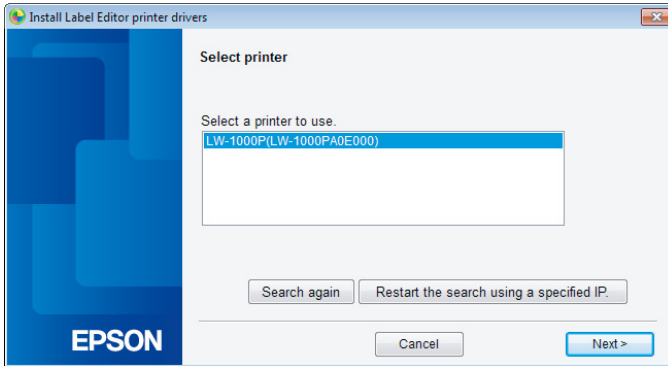 Install Label Editor printer drivers
Select printer
Select a printer to use.
LW-1000P(LW-1000PA0E000)
Search again
Restart the search using a specified IP.
EPSON
Cancel
Next >